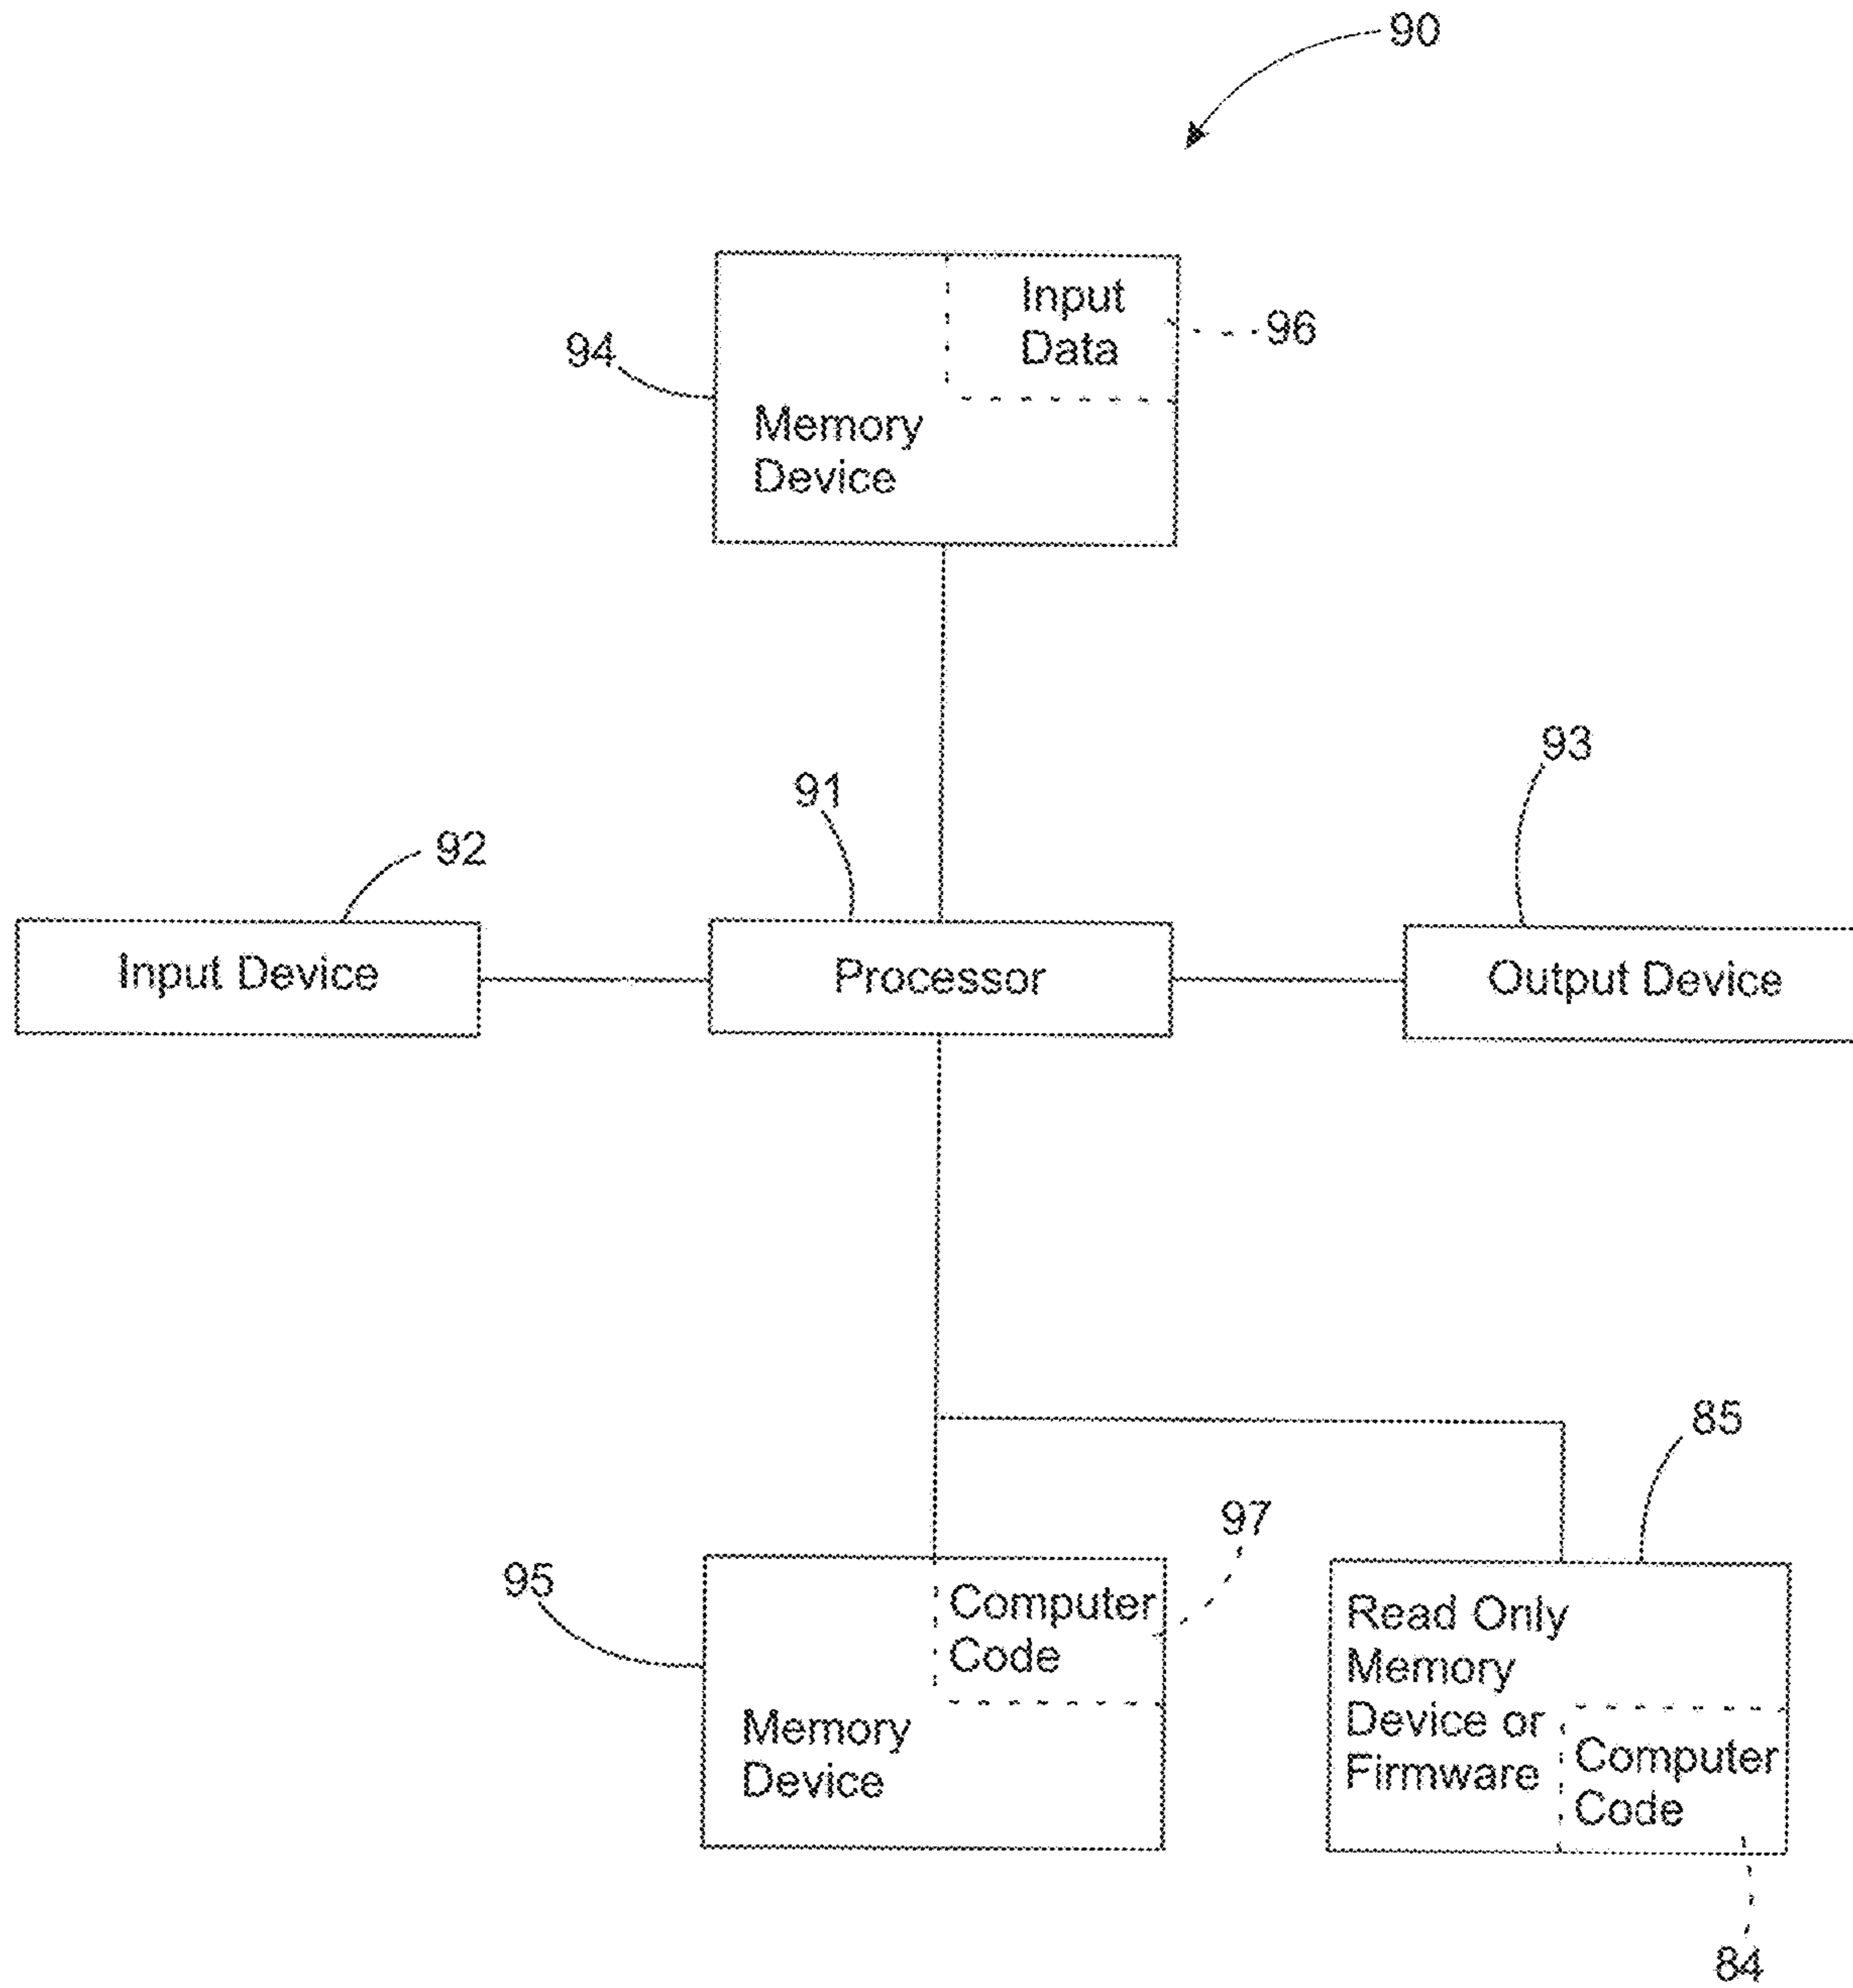 90
Input
Data
96
94
Memory
Device
93
91
92
Input Device
Processor
Output Device
85
97
95
Computer
Code
Memory
Device
Read Only
Memory
Device or
Firmware
Computer
Code
84